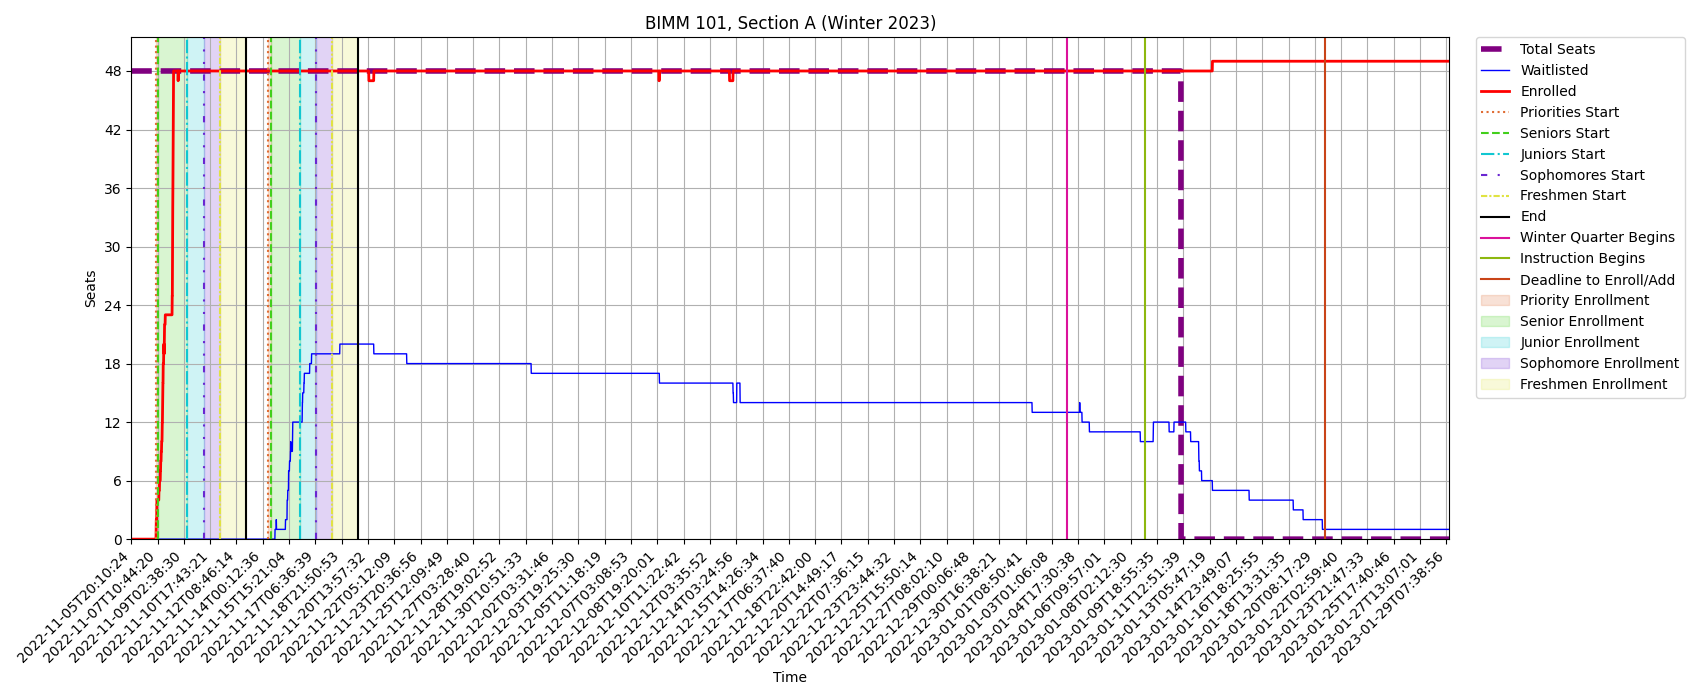 BIMM 101, Section A (Winter 2023)
Seats
48
42
36
30
24
18
12
6
0
2022-11-05T20:10:24
2022-11-07T10:44:20
2022-11-09T02:38:30
2022-11-10T17:43:21
2022-11-12T08:46:14
2022-11-14T00:12:36
2022-11-15T15:21:04
2022-11-17T06:36:39
2022-11-18T21:50:53
2022-11-20T13:57:32
2022-11-22T05:12:09
2022-11-23T20:36:56
2022-11-25T12:09:49
2022-11-27T03:28:40
2022-11-28T19:02:52
2022-11-30T10:51:33
2022-12-02T03:31:46
2022-12-03T19:25:30
2022-12-05T11:18:19
2022-12-07T03:08:53
2022-12-08T19:20:01
2022-12-10T11:22:42
2022-12-12T03:35:52
2022-12-14T03:24:56
2022-12-15T14:26:34
2022-12-17T06:37:40
2022-12-18T22:42:00
2022-12-20T14:49:17
2022-12-22T07:36:15
2022-12-23T23:44:32
2022-12-25T15:50:14
2022-12-27T08:02:10
2022-12-29T00:06:48
2022-12-30T16:38:21
2023-01-01T08:50:41
2023-01-03T01:06:08
2023-01-04T17:30:38
2023-01-06T09:57:01
2023-01-08T02:12:30
2023-01-09T18:55:35
2023-01-11T12:51:39
2023-01-13T05:47:19
2023-01-14T23:49:07
2023-01-16T18:25:55
2023-01-18T13:31:35
2023-01-20T08:17:29
2023-01-22T02:59:40
2023-01-23T21:47:33
2023-01-25T17:40:46
2023-01-27T13:07:01
2023-01-29T07:38:56
Time
Total Seats
Waitlisted
Enrolled
Priorities Start
Seniors Start
Juniors Start
Sophomores Start
Freshmen Start
End
Winter Quarter Begins
Instruction Begins
Deadline to Enroll/Add
Priority Enrollment
Senior Enrollment
Junior Enrollment
Sophomore Enrollment
Freshmen Enrollment